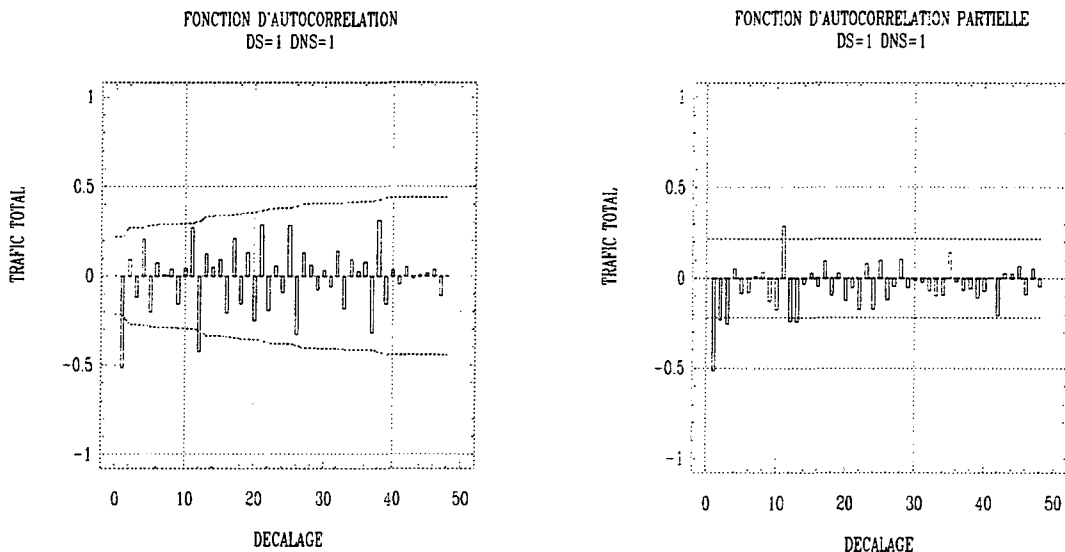 FONCTION D'AUTOCORRELATION
DS=1 DNS=1
1
0.5
0
-0.5
-1
TRAFIC TOTAL
0 10 20 30 40 50
DECALAGE
FONCTION D'AUTOCORRELATION PARTIELLE
DS=1 DNS=1
1
0.5
0
-0.5
-1
TRAFIC TOTAL
0 10 20 30 40 50
DECALAGE